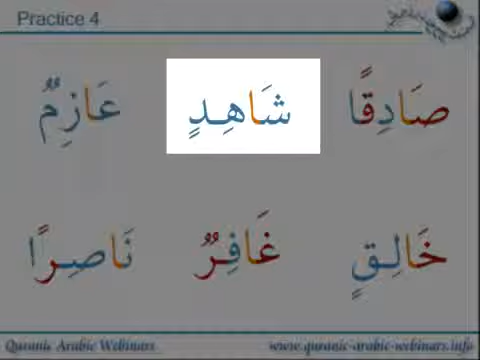 Practice 4
صَادِقًا شَاهِدٍ عَازِمٌ
خَالِقٍ غَافِرٌ نَاصِرًا
Quranic Arabic Webinars www.quranic-arabic-webinars.info